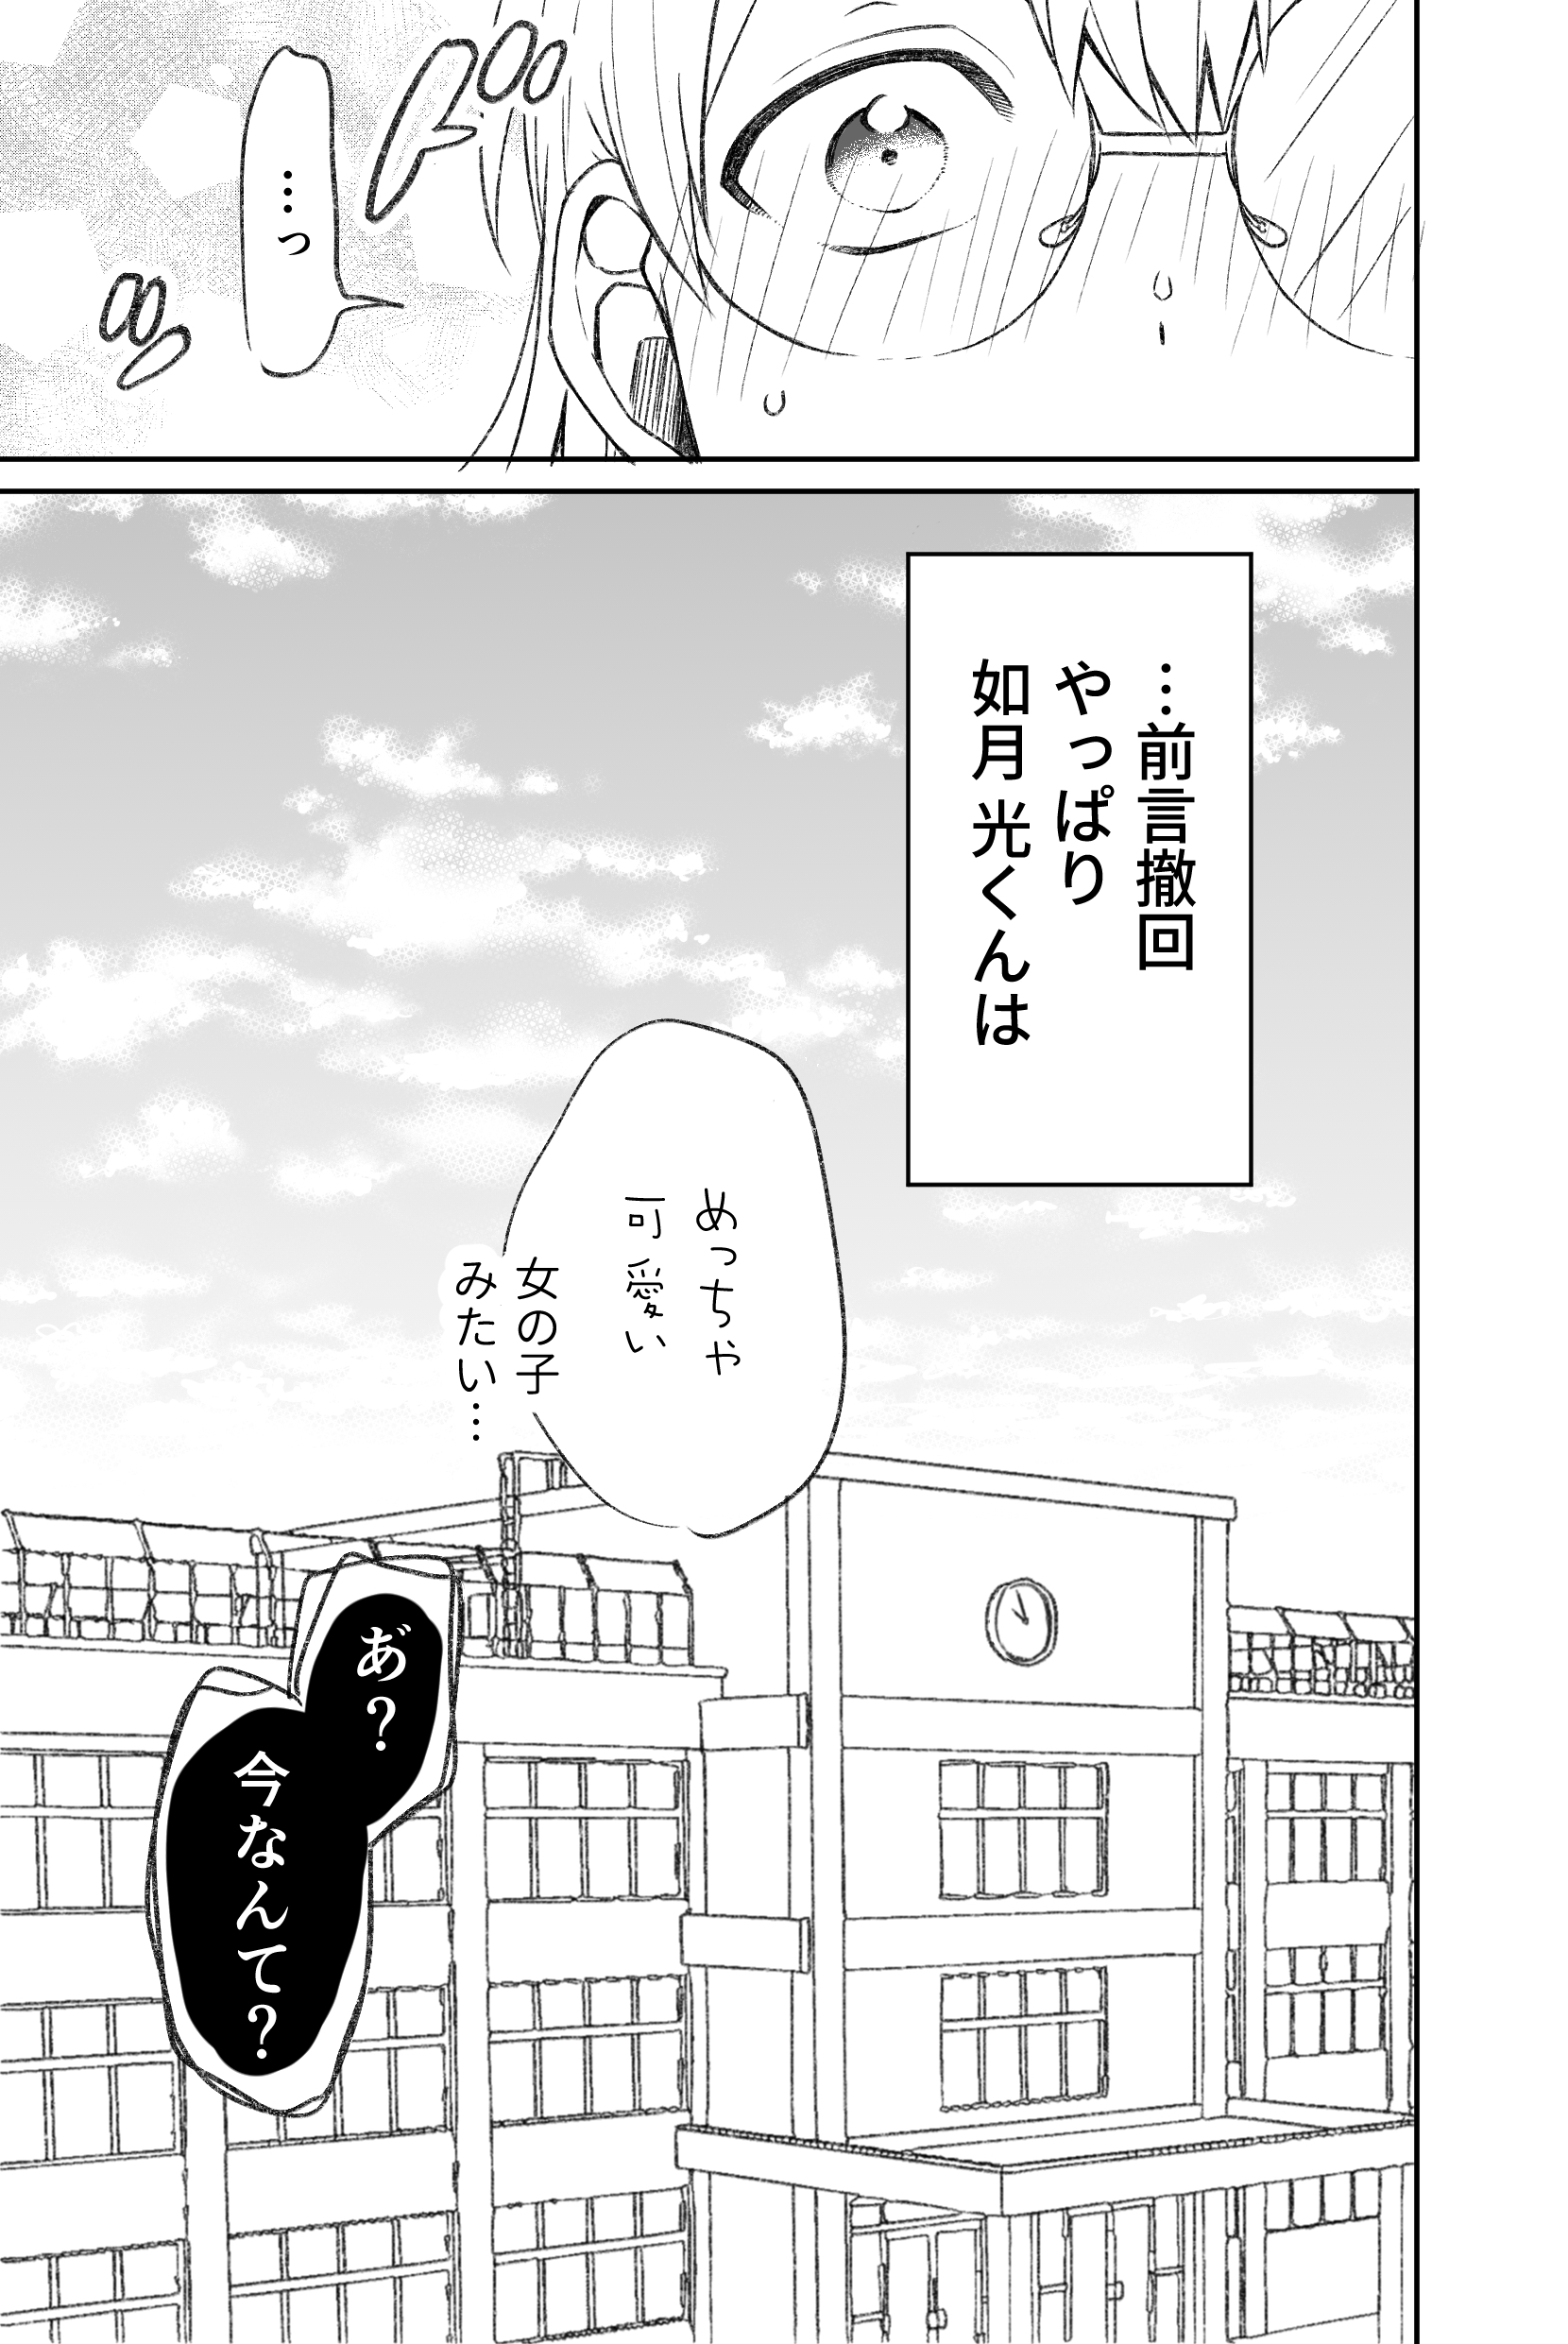 …っ
…前言撤回
やっぱり
如月 光くんは
めっちゃ
可愛い
女の子
みたい…
あ゛?
今なんて?